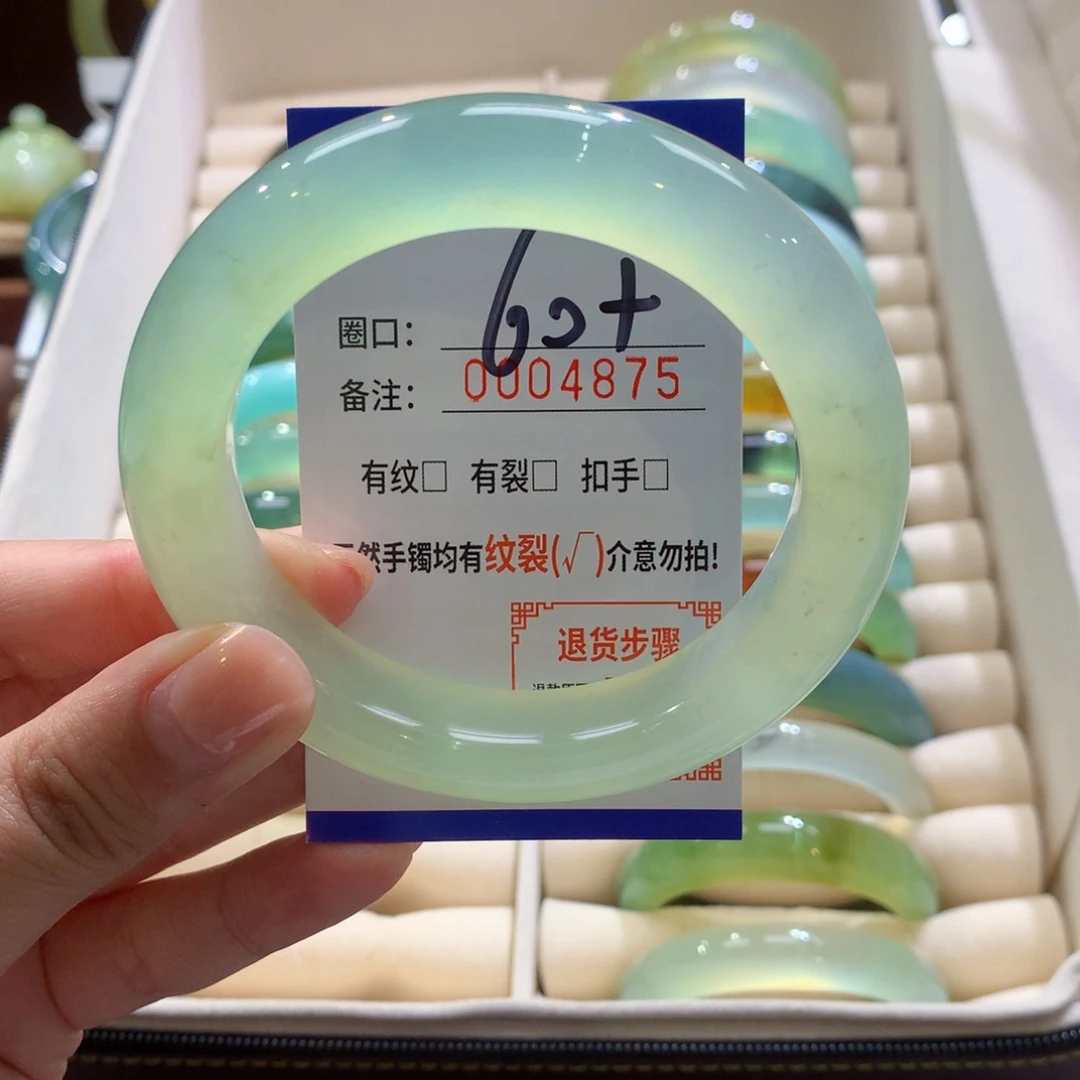 圈口： 60+
备注： 0004875
有纹□ 有裂□ 扣手□
然手镯均有纹裂(√)介意勿拍!
退货步骤